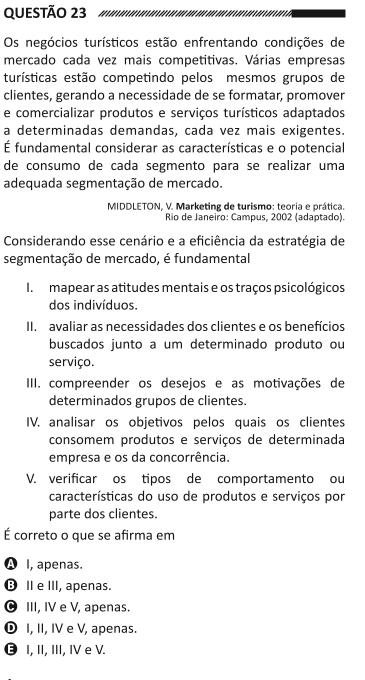 QUESTÃO 23
Os negócios turísticos estão enfrentando condições de
mercado cada vez mais competitivas. Várias empresas
turísticas estão competindo pelos mesmos grupos de
clientes, gerando a necessidade de se formatar, promover
e comercializar produtos e serviços turísticos adaptados
a determinadas demandas, cada vez mais exigentes.
É fundamental considerar as características e o potencial
de consumo de cada segmento para se realizar uma
adequada segmentação de mercado.
MIDDLETON, V. Marketing de turismo: teoria e prática.
Rio de Janeiro: Campus, 2002 (adaptado).
Considerando esse cenário e a eficiência da estratégia de
segmentação de mercado, é fundamental
I. mapear as atitudes mentais e os traços psicológicos
dos indivíduos.
II. avaliar as necessidades dos clientes e os benefícios
buscados junto a um determinado produto ou
serviço.
III. compreender os desejos e as motivações de
determinados grupos de clientes.
IV. analisar os objetivos pelos quais os clientes
consomem produtos e serviços de determinada
empresa e os da concorrência.
V. verificar os tipos de comportamento ou
características do uso de produtos e serviços por
parte dos clientes.
É correto o que se afirma em
A I, apenas.
B II e III, apenas.
C III, IV e V, apenas.
D I, II, IV e V, apenas.
E I, II, III, IV e V.